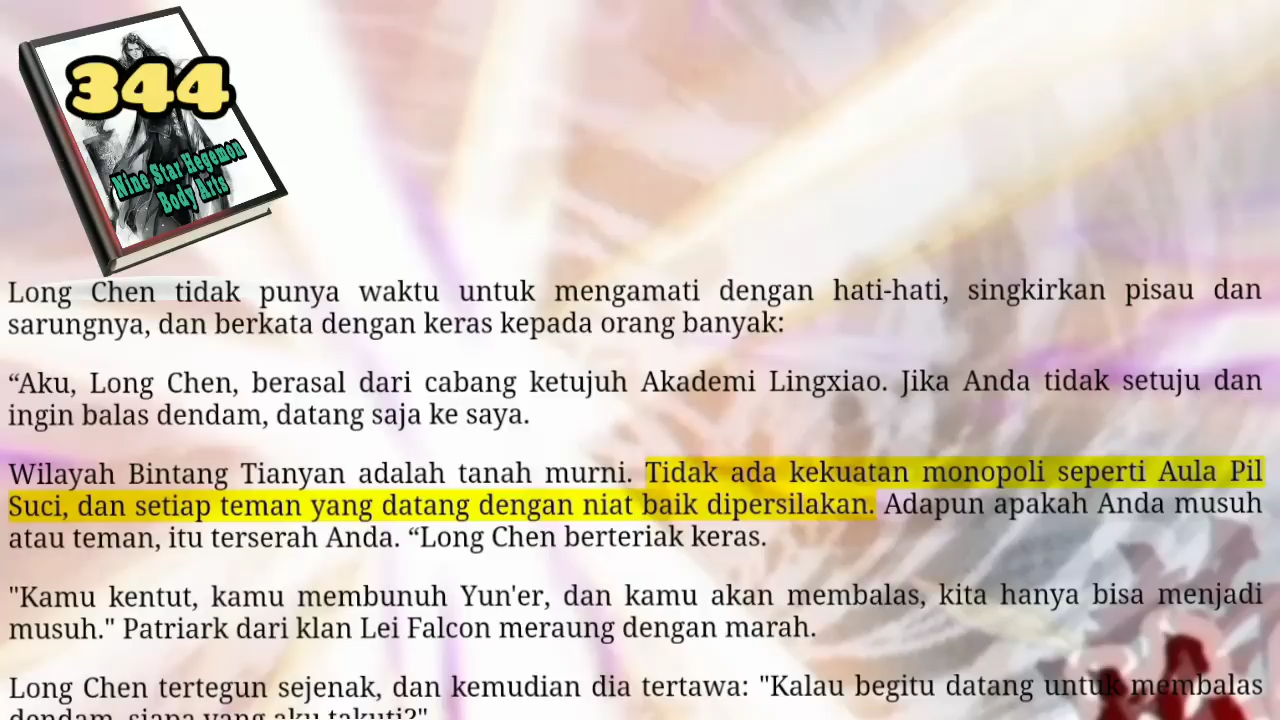 344
Nine Star Hegemon
Body Arts
Long Chen tidak punya waktu untuk mengamati dengan hati-hati, singkirkan pisau dan
sarungnya, dan berkata dengan keras kepada orang banyak:
“Aku, Long Chen, berasal dari cabang ketujuh Akademi Lingxiao. Jika Anda tidak setuju dan
ingin balas dendam, datang saja ke saya.
Wilayah Bintang Tianyan adalah tanah murni. Tidak ada kekuatan monopoli seperti Aula Pil
Suci, dan setiap teman yang datang dengan niat baik dipersilakan. Adapun apakah Anda musuh
atau teman, itu terserah Anda. “Long Chen berteriak keras.
"Kamu kentut, kamu membunuh Yun'er, dan kamu akan membalas, kita hanya bisa menjadi
musuh." Patriark dari klan Lei Falcon meraung dengan marah.
Long Chen tertegun sejenak, dan kemudian dia tertawa: "Kalau begitu datang untuk membalas
dendam, siapa yang aku takuti?"